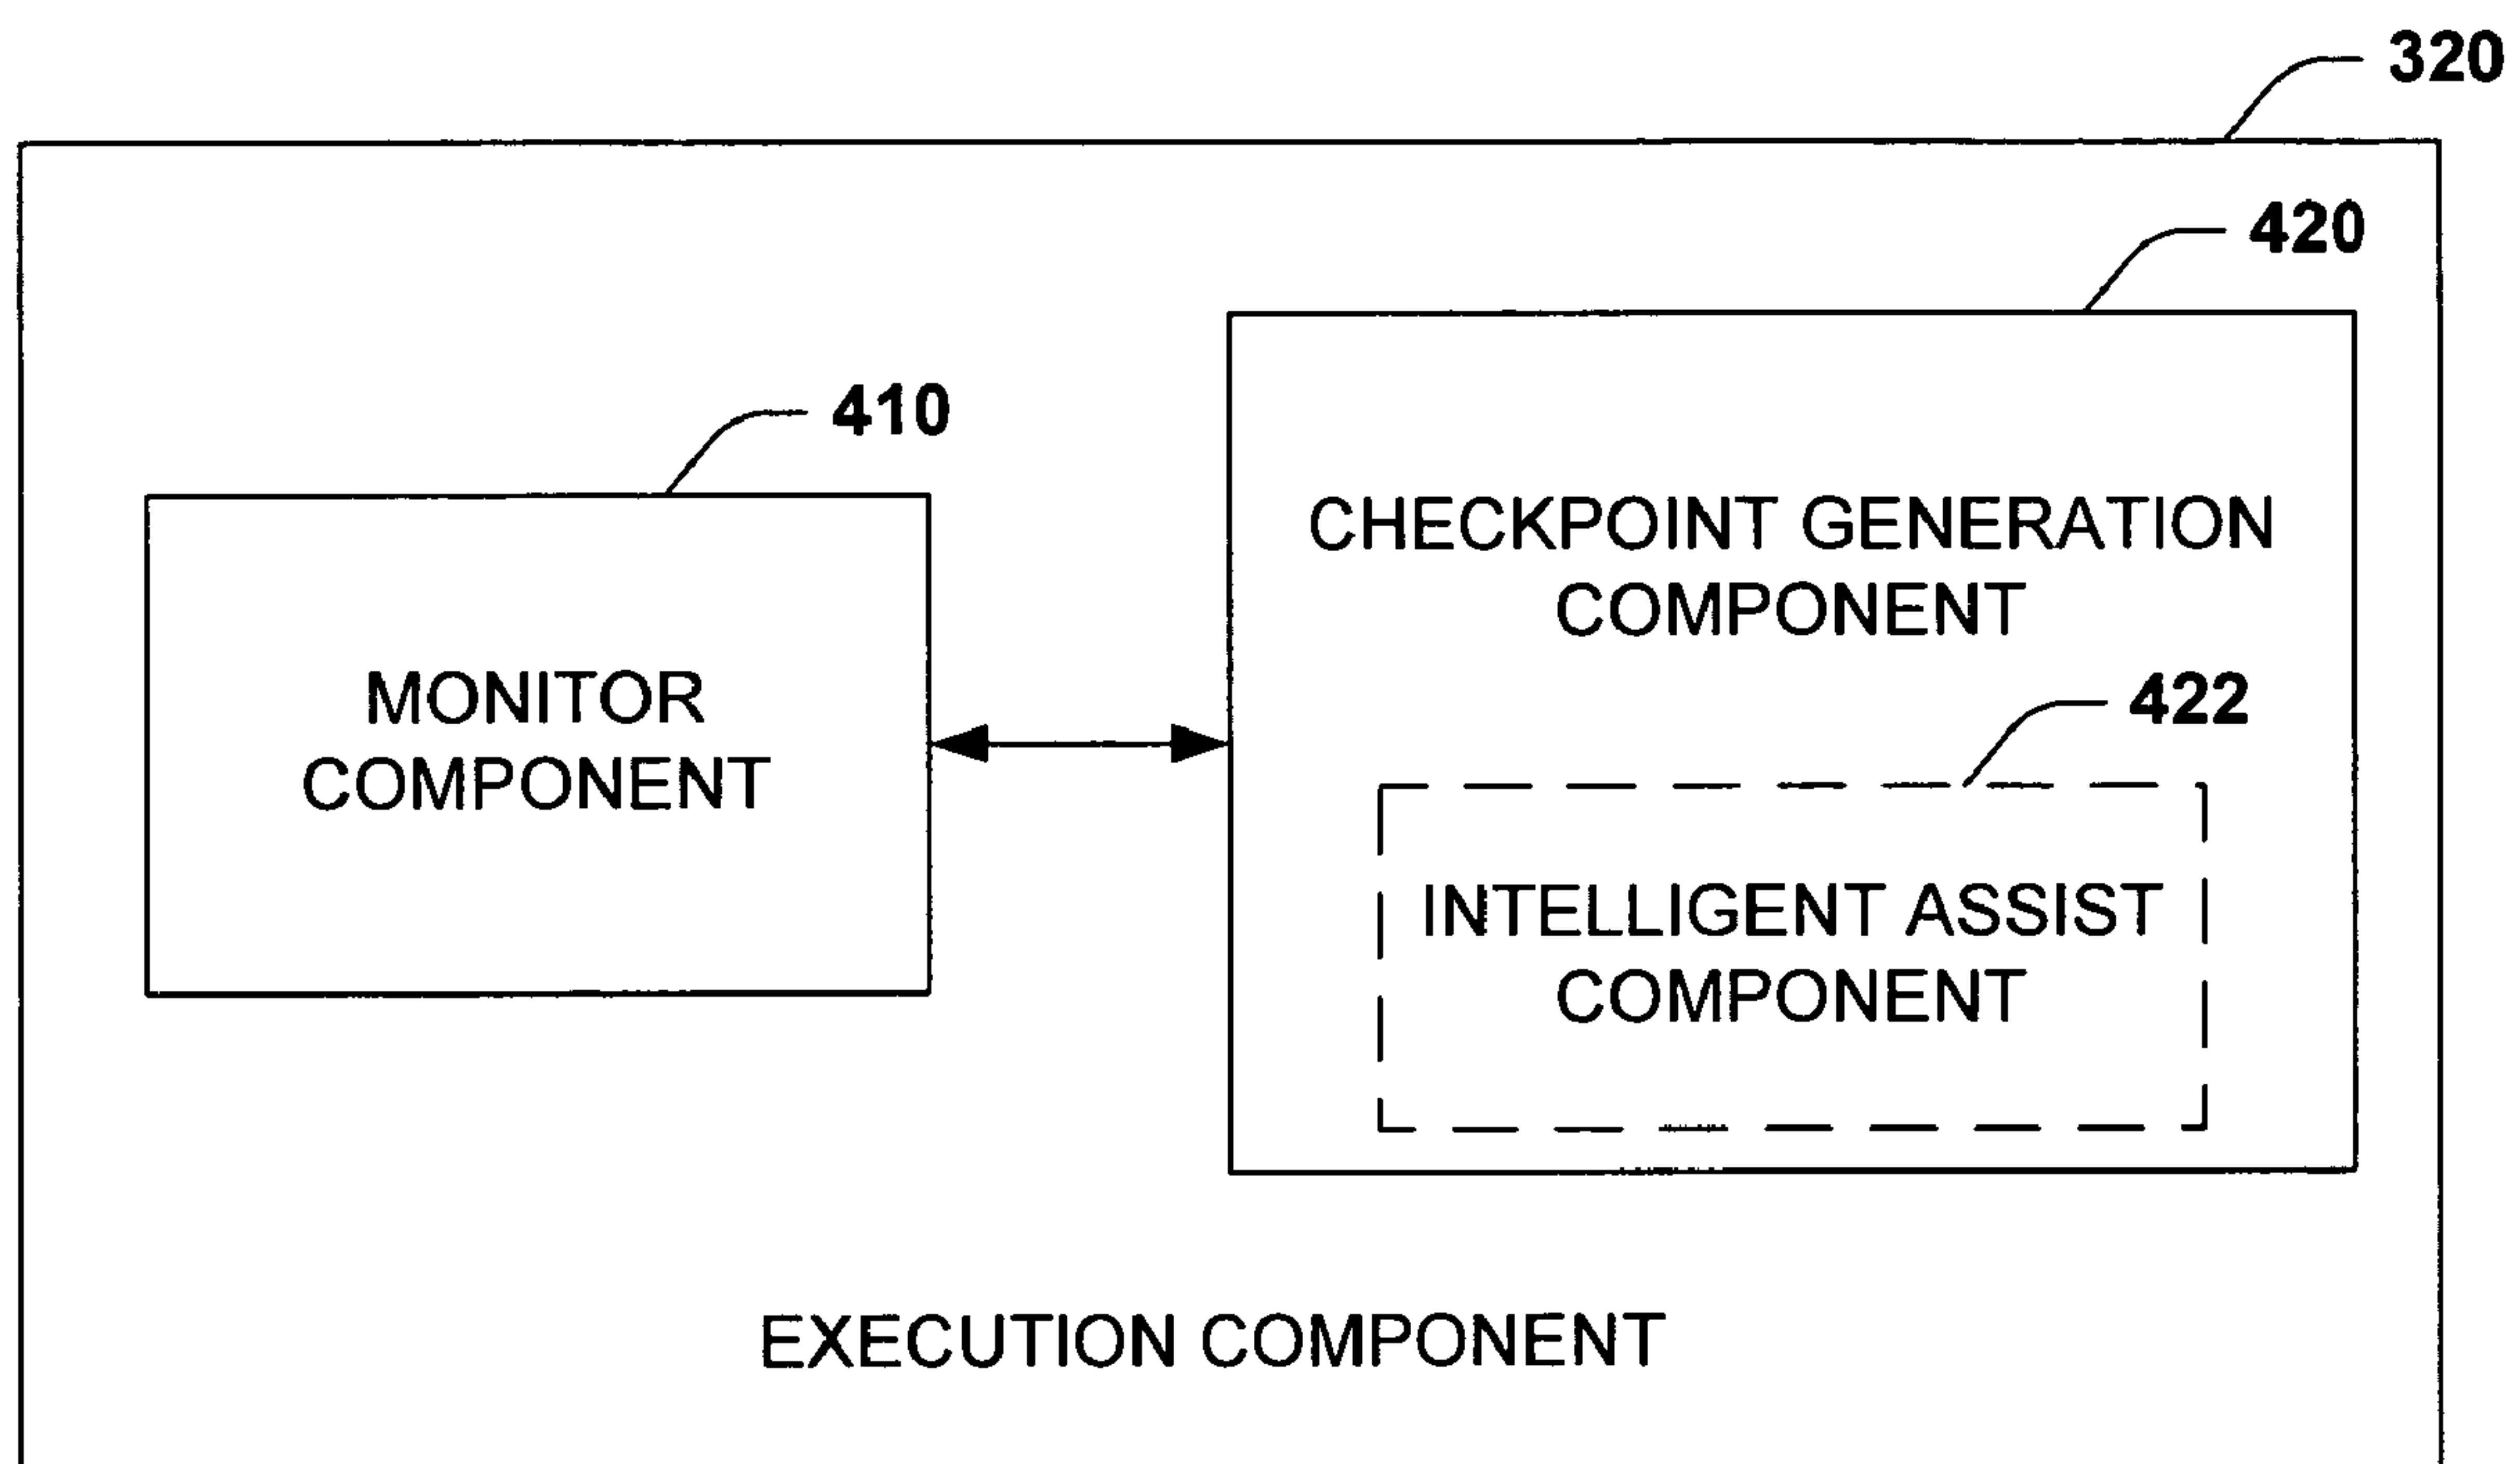 320
420
410
CHECKPOINT GENERATION
COMPONENT
422
MONITOR
COMPONENT
INTELLIGENT ASSIST
COMPONENT
EXECUTION COMPONENT